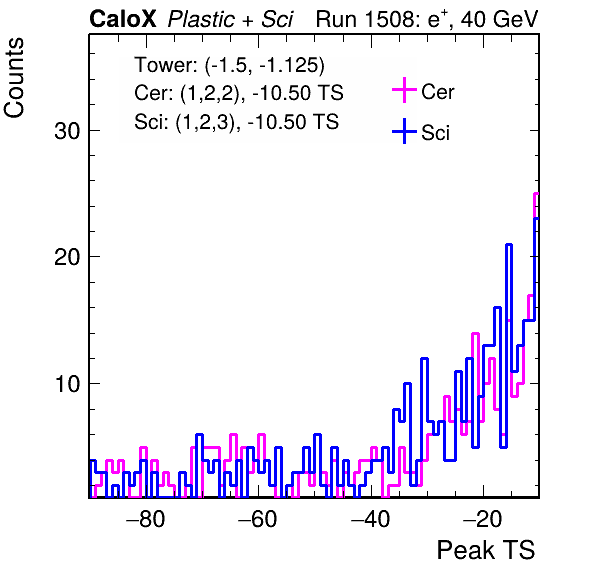 CaloX Plastic + Sci Run 1508: e⁺, 40 GeV
Counts
Tower: (-1.5, -1.125)
Cer: (1,2,2), -10.50 TS
Sci: (1,2,3), -10.50 TS
Cer
Sci
30
20
10
−80 −60 −40 −20
Peak TS